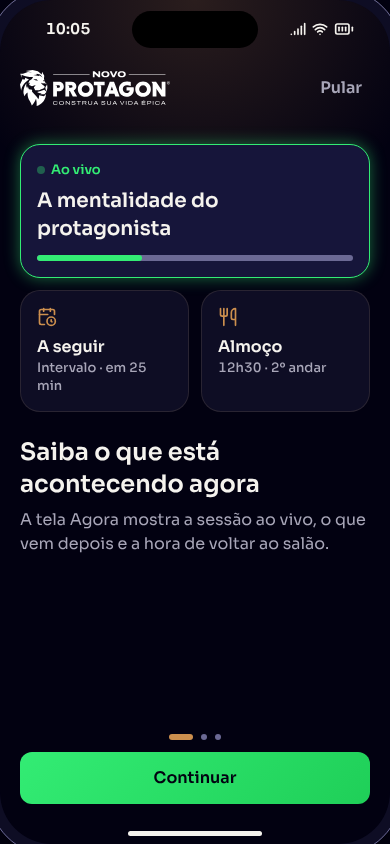 10:05
NOVO
PROTAGON
CONSTRUA SUA VIDA ÉPICA
Pular
Ao vivo
A mentalidade do
protagonista
A seguir
Intervalo · em 25
min
Almoço
12h30 · 2º andar
Saiba o que está
acontecendo agora
A tela Agora mostra a sessão ao vivo, o que
vem depois e a hora de voltar ao salão.
Continuar